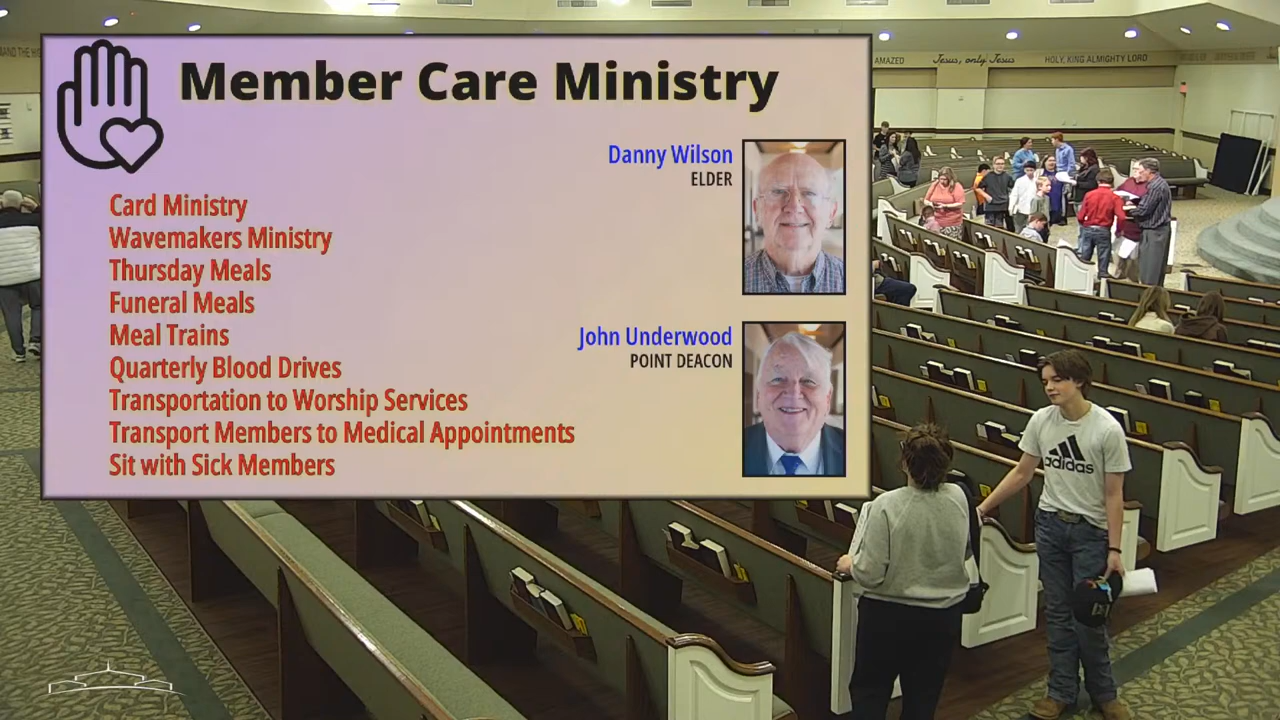 Member Care Ministry
Danny Wilson
ELDER
Card Ministry
Wavemakers Ministry
Thursday Meals
Funeral Meals
Meal Trains
Quarterly Blood Drives
Transportation to Worship Services
Transport Members to Medical Appointments
Sit with Sick Members
John Underwood
POINT DEACON
AMAZED
Jesus, only Jesus
HOLY, KING ALMIGHTY LORD
adidas